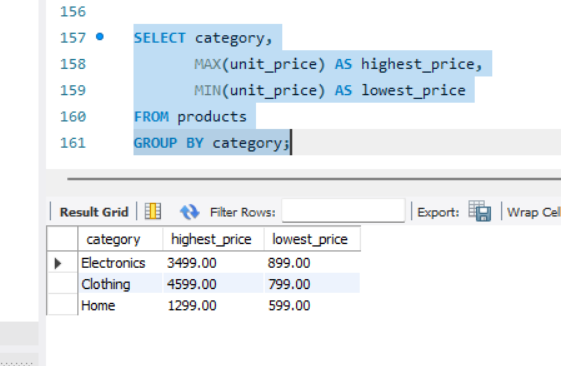 156
157 SELECT category,
158 MAX(unit_price) AS highest_price,
159 MIN(unit_price) AS lowest_price
160 FROM products
161 GROUP BY category;
Result Grid Filter Rows: Export: Wrap Cel
category highest_price lowest_price
Electronics 3499.00 899.00
Clothing 4599.00 799.00
Home 1299.00 599.00